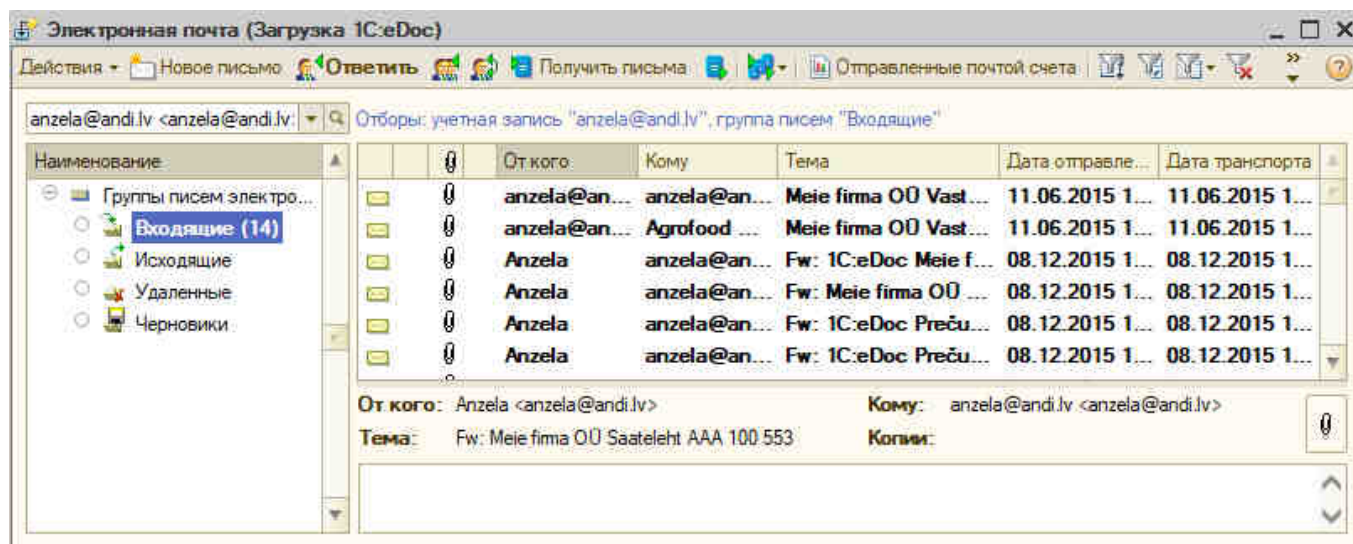 Электронная почта (Загрузка 1C:eDoc)
Действия Новое письмо Ответить Получить письма Отправленные почтой счета »
anzela@andi.lv <anzela@andi.lv: Отборы: учетная запись "anzela@andi.lv", группа писем "Входящие"
Наименование От кого Кому Тема Дата отправле... Дата транспорта
Группы писем электро... anzela@an... anzela@an... Meie firma OÜ Vast... 11.06.2015 1... 11.06.2015 1...
Входящие (14) anzela@an... Agrofood ... Meie firma OÜ Vast... 11.06.2015 1... 11.06.2015 1...
Исходящие Anzela anzela@an... Fw: 1C:eDoc Meie f... 08.12.2015 1... 08.12.2015 1...
Удаленные Anzela anzela@an... Fw: Meie firma OÜ ... 08.12.2015 1... 08.12.2015 1...
Черновики Anzela anzela@an... Fw: 1C:eDoc Preču... 08.12.2015 1... 08.12.2015 1...
Anzela anzela@an... Fw: 1C:eDoc Preču... 08.12.2015 1... 08.12.2015 1...
От кого: Anzela <anzela@andi.lv> Кому: anzela@andi.lv <anzela@andi.lv>
Тема: Fw: Meie firma OÜ Saateleht AAA 100 553 Копии: